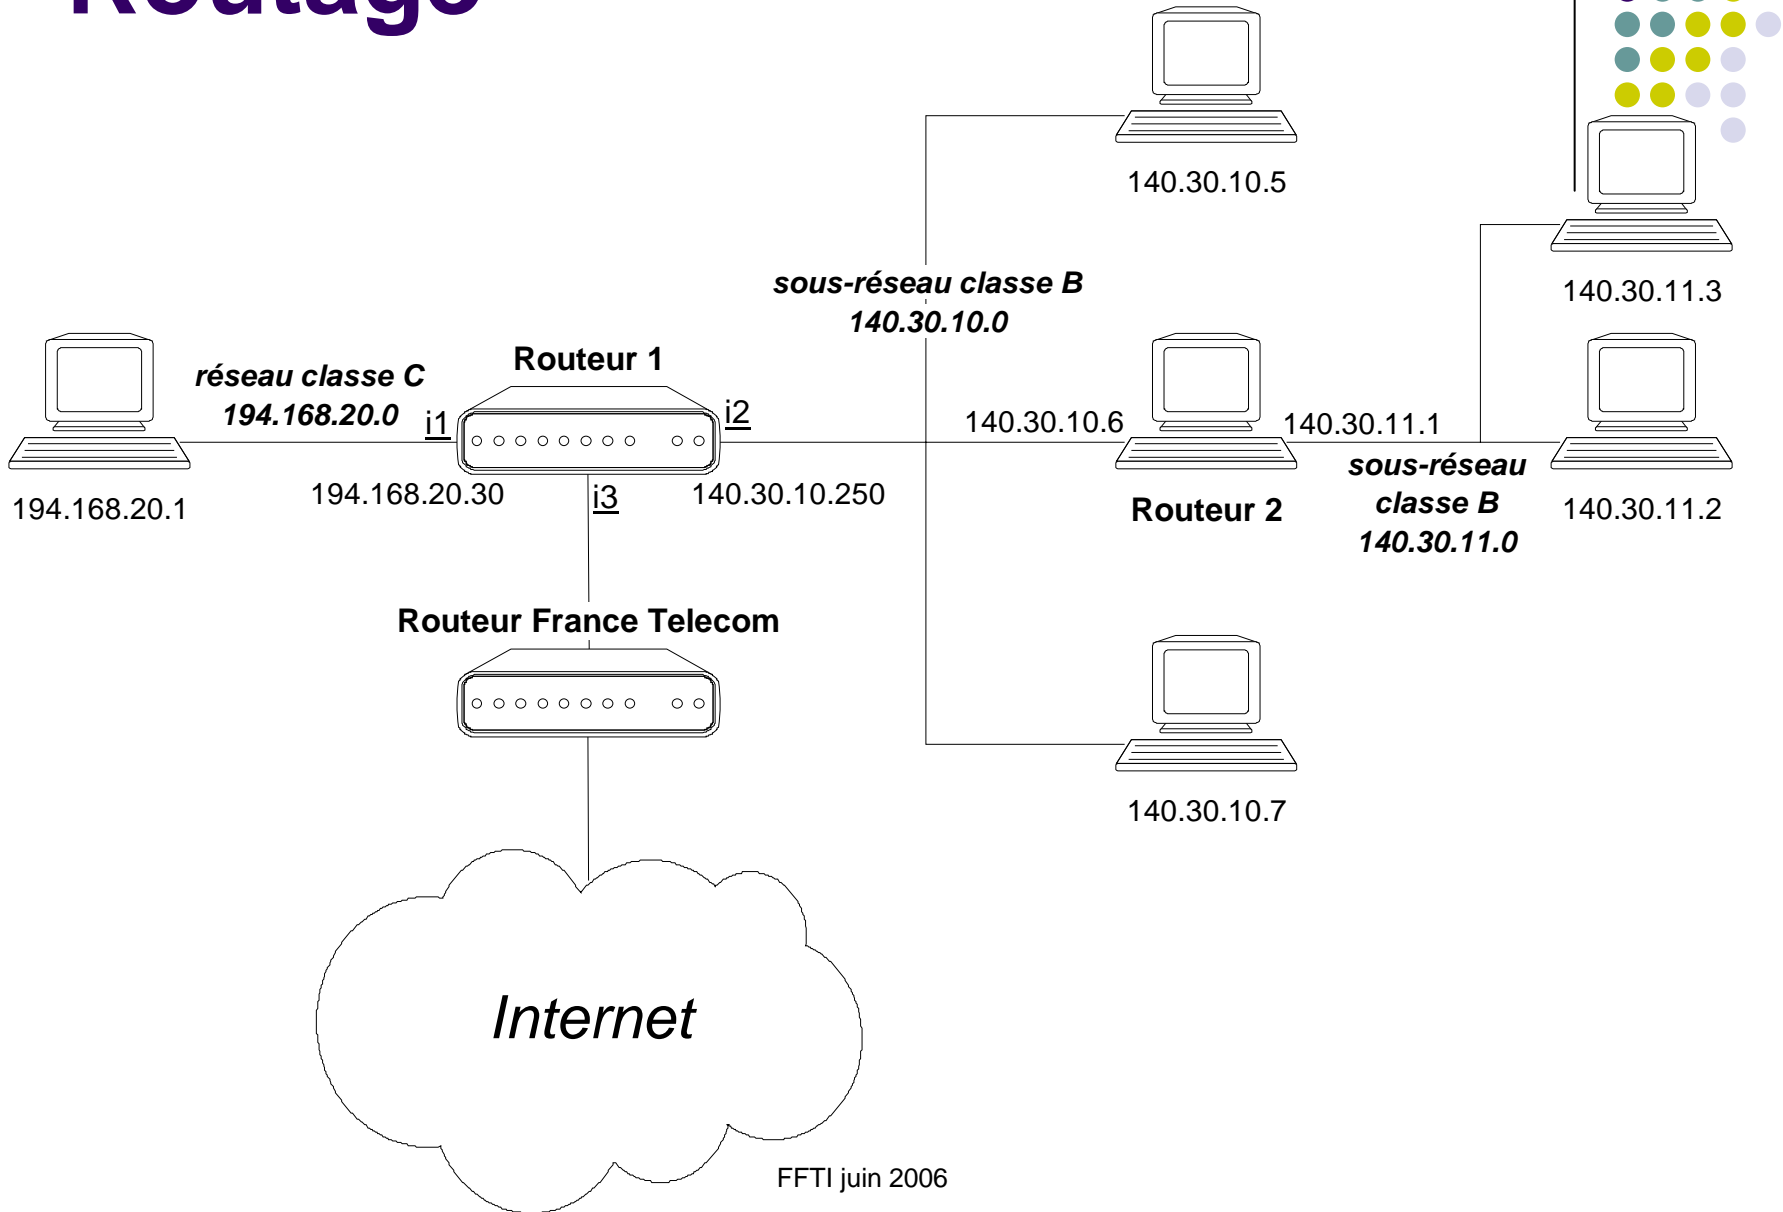 Routage
140.30.10.5
140.30.11.3
sous-réseau classe B
140.30.10.0
Routeur 1
réseau classe C
194.168.20.0
i1
i2
140.30.10.6
140.30.11.1
sous-réseau
classe B
140.30.11.0
194.168.20.1
194.168.20.30
i3
140.30.10.250
Routeur 2
140.30.11.2
Routeur France Telecom
140.30.10.7
Internet
FFTI juin 2006